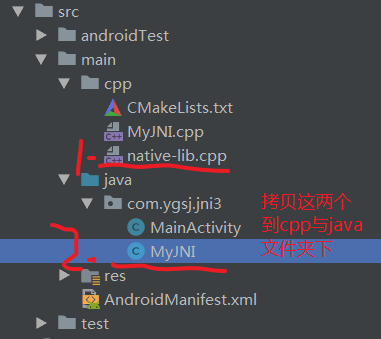 src
androidTest
main
cpp
CMakeLists.txt
MyJNI.cpp
1-
native-lib.cpp
java
com.ygsj.jni3
MainActivity
MyJNI
res
AndroidManifest.xml
test
拷贝这两个
到cpp与java
文件夹下